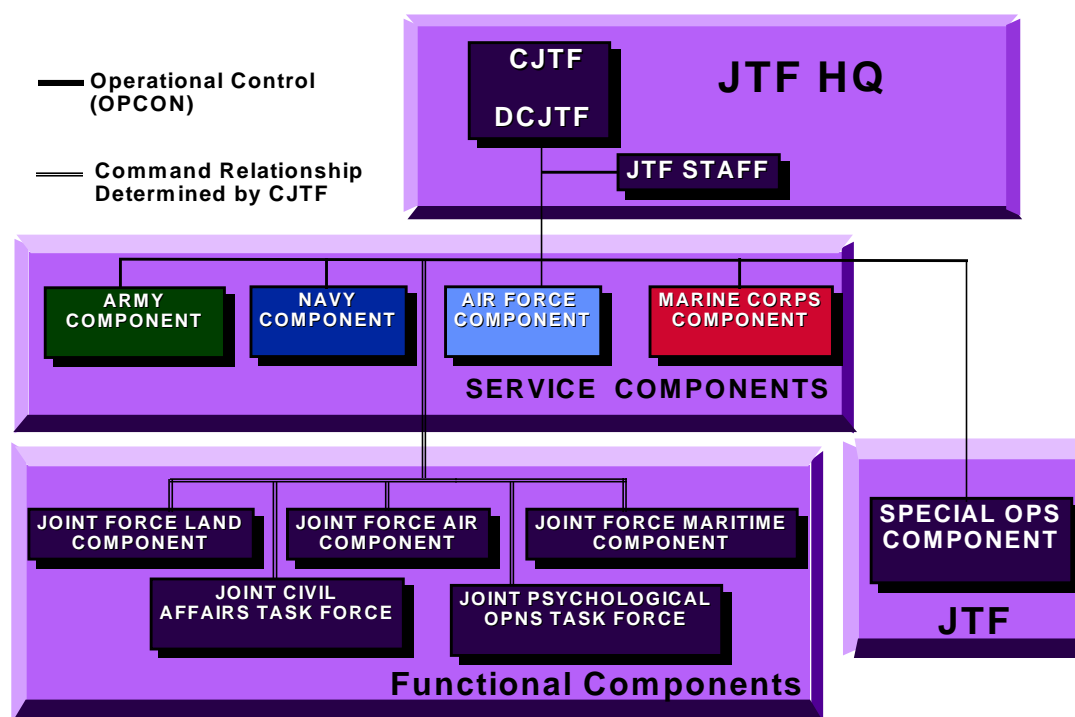 Operational Control
(OPCON)
Command Relationship
Determined by CJTF
CJTF
DCJTF
JTF HQ
JTF STAFF
ARMY
COMPONENT
NAVY
COMPONENT
AIR FORCE
COMPONENT
MARINE CORPS
COMPONENT
SERVICE COMPONENTS
JOINT FORCE LAND
COMPONENT
JOINT FORCE AIR
COMPONENT
JOINT FORCE MARITIME
COMPONENT
JOINT CIVIL
AFFAIRS TASK FORCE
JOINT PSYCHOLOGICAL
OPNS TASK FORCE
Functional Components
SPECIAL OPS
COMPONENT
JTF